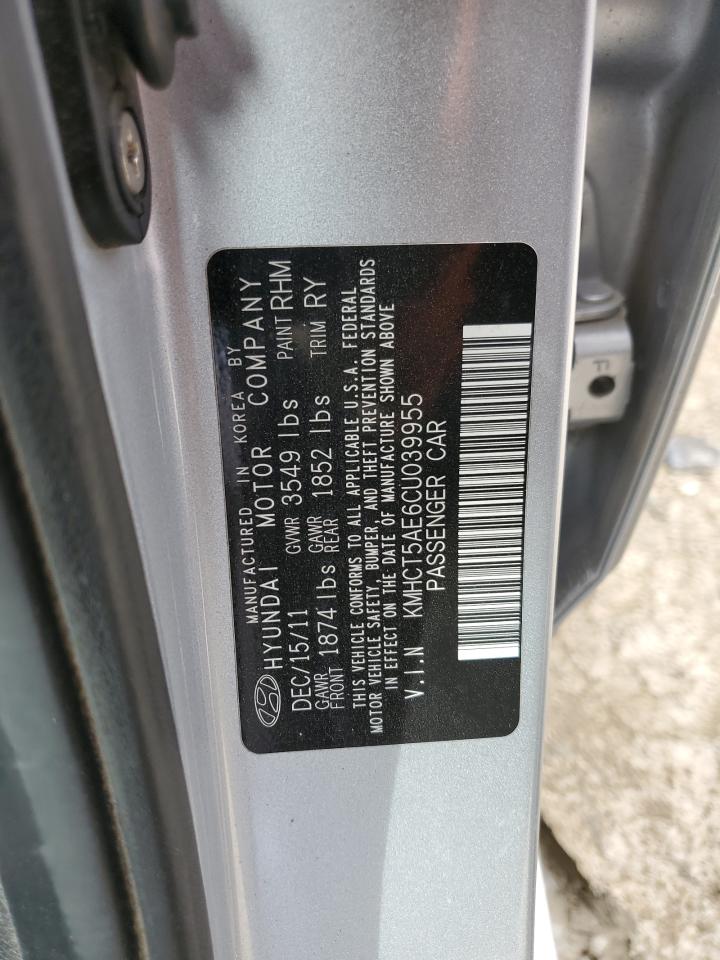 MANUFACTURED IN KOREA BY
HYUNDAI MOTOR COMPANY
DEC/15/11 GVWR 3549 lbs PAINT RHM
GAWR FRONT 1874 lbs GAWR REAR 1852 lbs TRIM RY
THIS VEHICLE CONFORMS TO ALL APPLICABLE U.S.A. FEDERAL
MOTOR VEHICLE SAFETY, BUMPER, AND THEFT PREVENTION STANDARDS
IN EFFECT ON THE DATE OF MANUFACTURE SHOWN ABOVE
V.I.N KMHCT5AE6CU039955
PASSENGER CAR
F